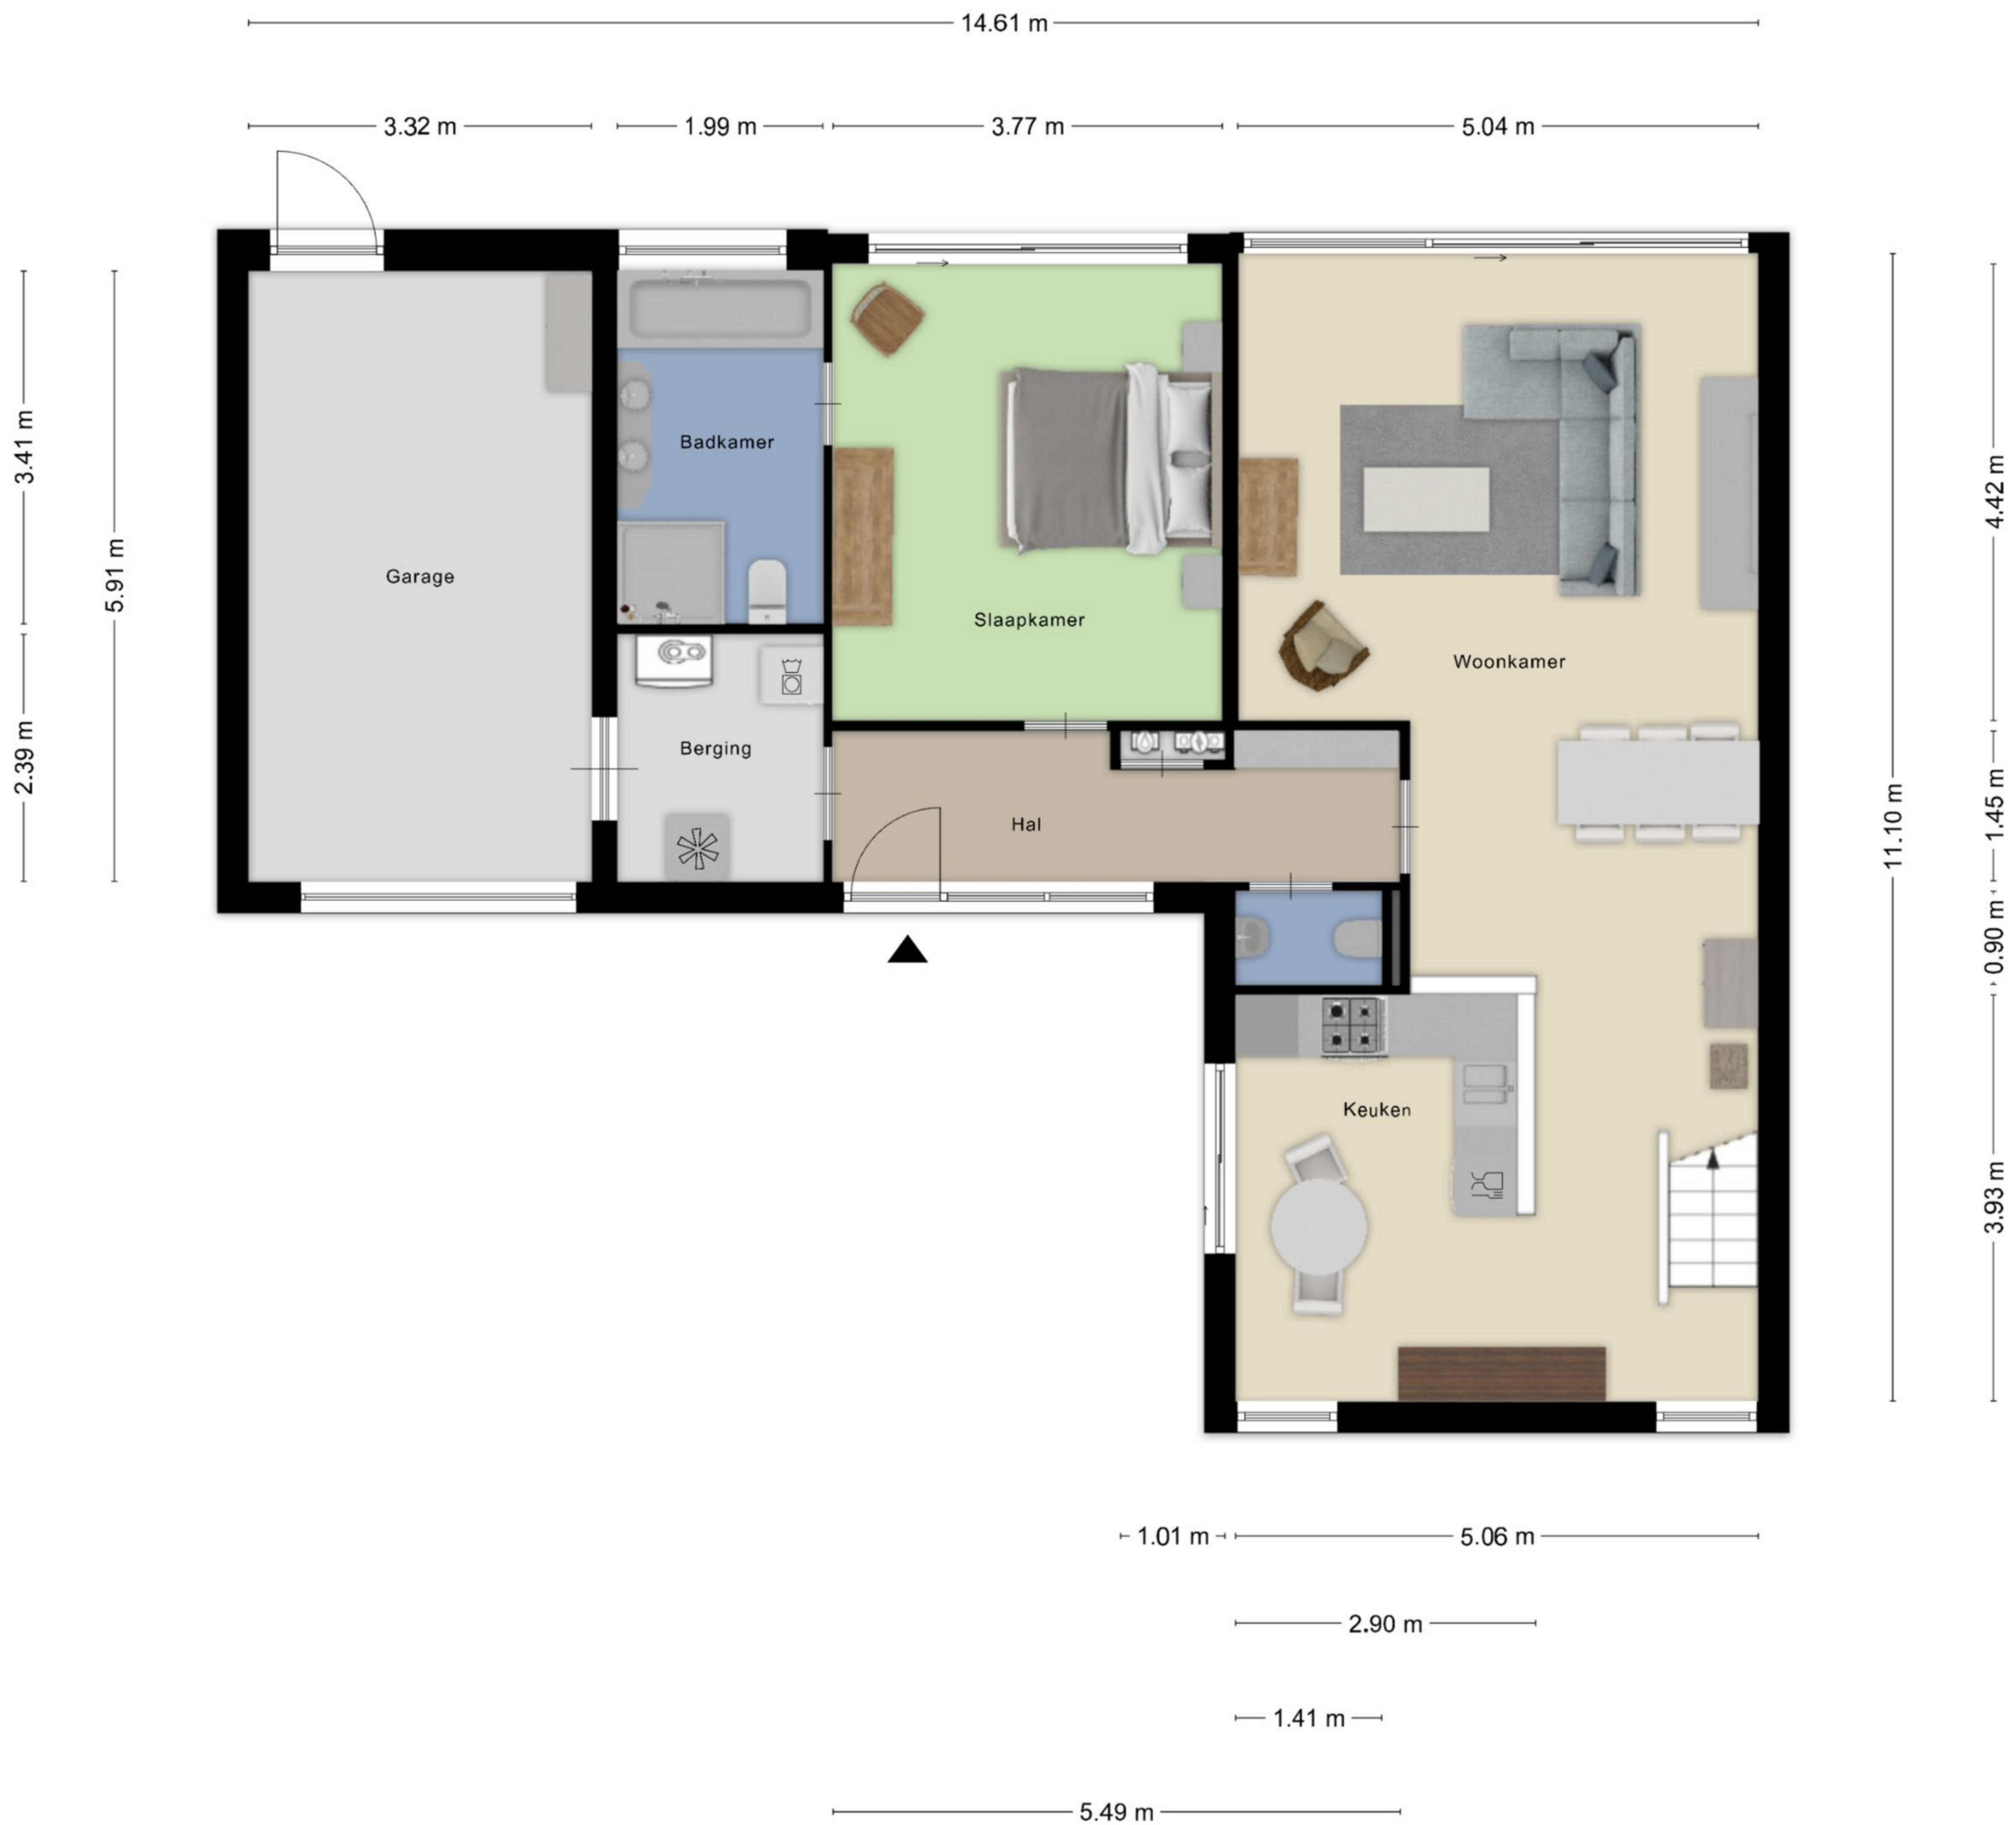 14.61 m
3.32 m
1.99 m
3.77 m
5.04 m
3.41 m
5.91 m
2.39 m
4.42 m
11.10 m
1.45 m
0.90 m
3.93 m
Badkamer
Garage
Slaapkamer
Woonkamer
Berging
Hal
Keuken
1.01 m
5.06 m
2.90 m
1.41 m
5.49 m